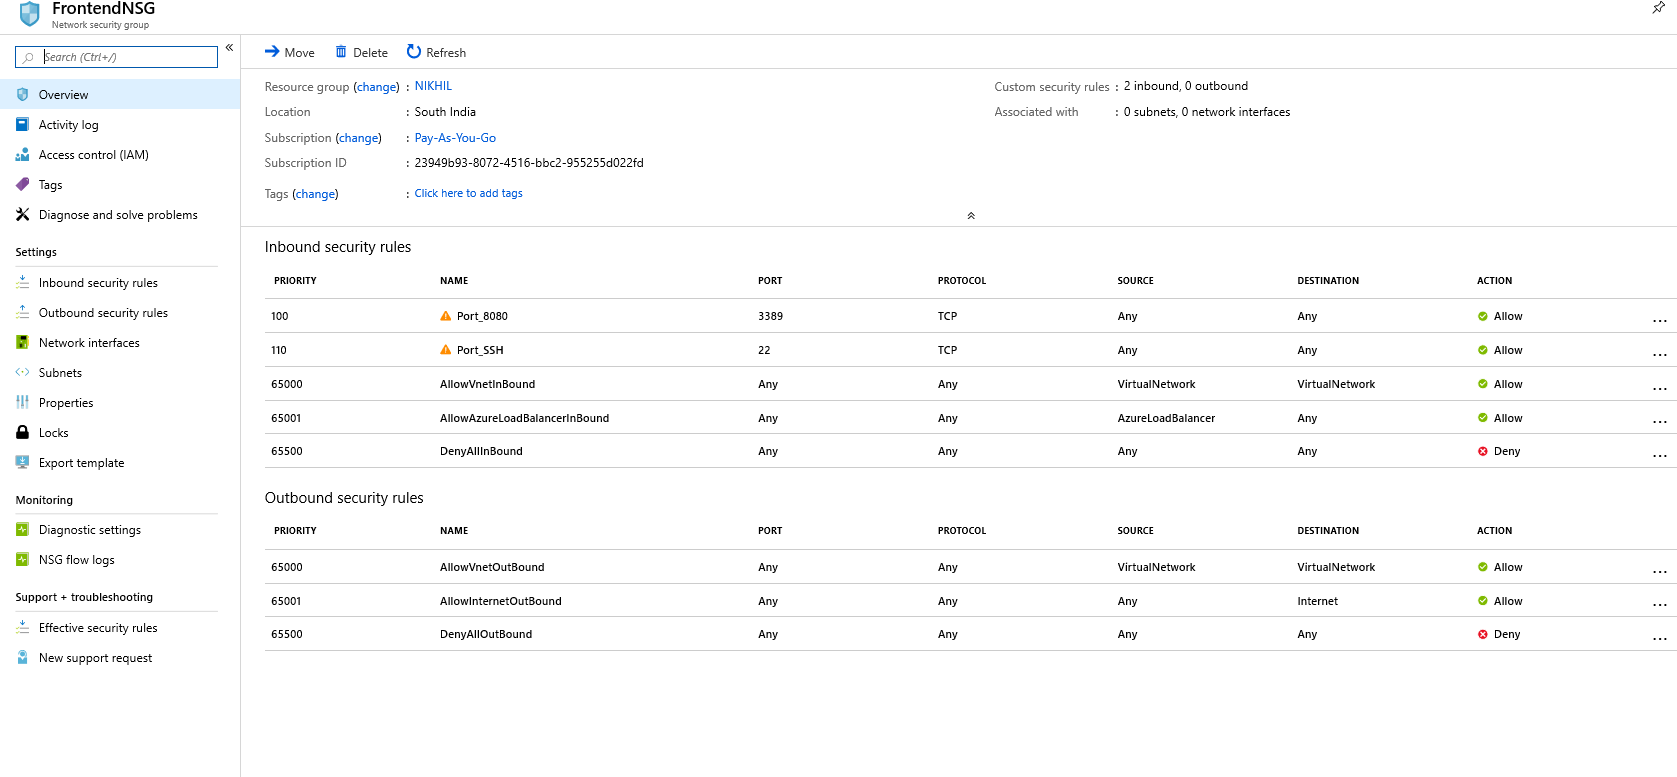 FrontendNSG
Network security group
Search (Ctrl+/)
«
Overview
Activity log
Access control (IAM)
Tags
Diagnose and solve problems
Settings
Inbound security rules
Outbound security rules
Network interfaces
Subnets
Properties
Locks
Export template
Monitoring
Diagnostic settings
NSG flow logs
Support + troubleshooting
Effective security rules
New support request
Move Delete Refresh
Resource group (change) : NIKHIL
Location : South India
Subscription (change) : Pay-As-You-Go
Subscription ID : 23949b93-8072-4516-bbc2-955255d022fd
Tags (change) : Click here to add tags
Custom security rules : 2 inbound, 0 outbound
Associated with : 0 subnets, 0 network interfaces
Inbound security rules
PRIORITY NAME PORT PROTOCOL SOURCE DESTINATION ACTION
100 Port_8080 3389 TCP Any Any Allow ...
110 Port_SSH 22 TCP Any Any Allow ...
65000 AllowVnetInBound Any Any VirtualNetwork VirtualNetwork Allow ...
65001 AllowAzureLoadBalancerInBound Any Any AzureLoadBalancer Any Allow ...
65500 DenyAllInBound Any Any Any Any Deny ...
Outbound security rules
PRIORITY NAME PORT PROTOCOL SOURCE DESTINATION ACTION
65000 AllowVnetOutBound Any Any VirtualNetwork VirtualNetwork Allow ...
65001 AllowInternetOutBound Any Any Any Internet Allow ...
65500 DenyAllOutBound Any Any Any Any Deny ...